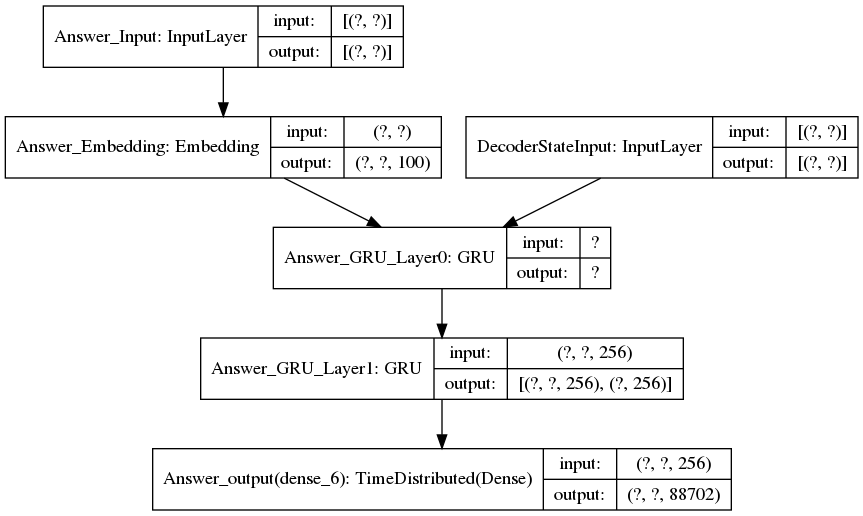 Answer_Input: InputLayer
input:
[(?, ?)]
output:
[(?, ?)]
Answer_Embedding: Embedding
input:
(?, ?)
output:
(?, ?, 100)
DecoderStateInput: InputLayer
input:
[(?, ?)]
output:
[(?, ?)]
Answer_GRU_Layer0: GRU
input:
?
output:
?
Answer_GRU_Layer1: GRU
input:
(?, ?, 256)
output:
[(?, ?, 256), (?, 256)]
Answer_output(dense_6): TimeDistributed(Dense)
input:
(?, ?, 256)
output:
(?, ?, 88702)